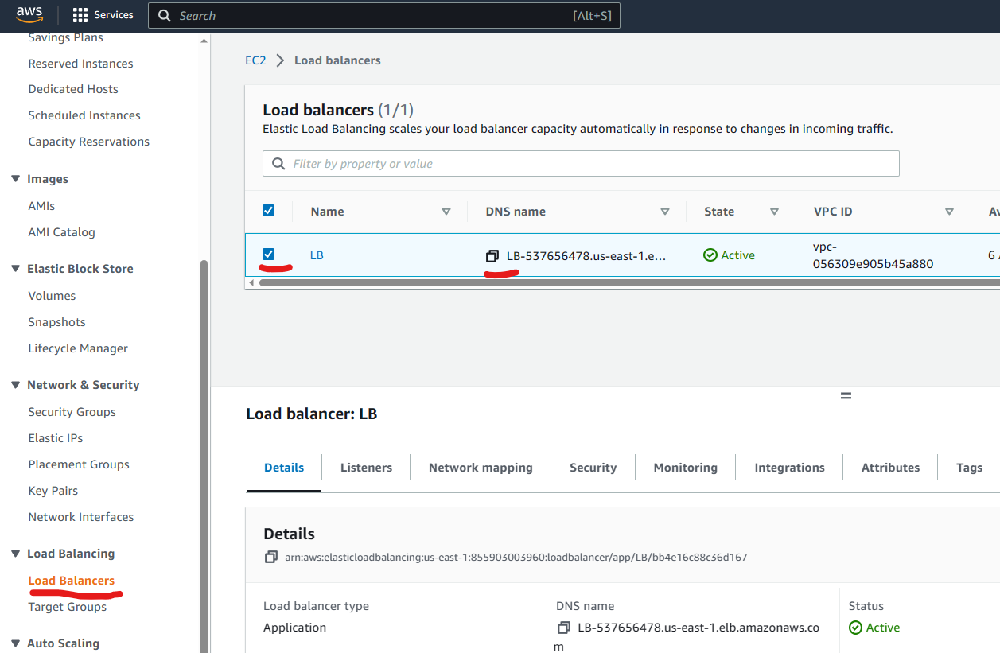 aws
Services
Search
[Alt+S]
Savings Plans
Reserved Instances
Dedicated Hosts
Scheduled Instances
Capacity Reservations
Images
AMIs
AMI Catalog
Elastic Block Store
Volumes
Snapshots
Lifecycle Manager
Network & Security
Security Groups
Elastic IPs
Placement Groups
Key Pairs
Network Interfaces
Load Balancing
Load Balancers
Target Groups
Auto Scaling
EC2 > Load balancers
Load balancers (1/1)
Elastic Load Balancing scales your load balancer capacity automatically in response to changes in incoming traffic.
Filter by property or value
Name
DNS name
State
VPC ID
Av
LB
LB-537656478.us-east-1.e...
Active
vpc-
056309e905b45a880
6
Load balancer: LB
Details
Listeners
Network mapping
Security
Monitoring
Integrations
Attributes
Tags
Details
arn:aws:elasticloadbalancing:us-east-1:855903003960:loadbalancer/app/LB/bb4e16c88c36d167
Load balancer type
Application
DNS name
LB-537656478.us-east-1.elb.amazonaws.co
m
Status
Active